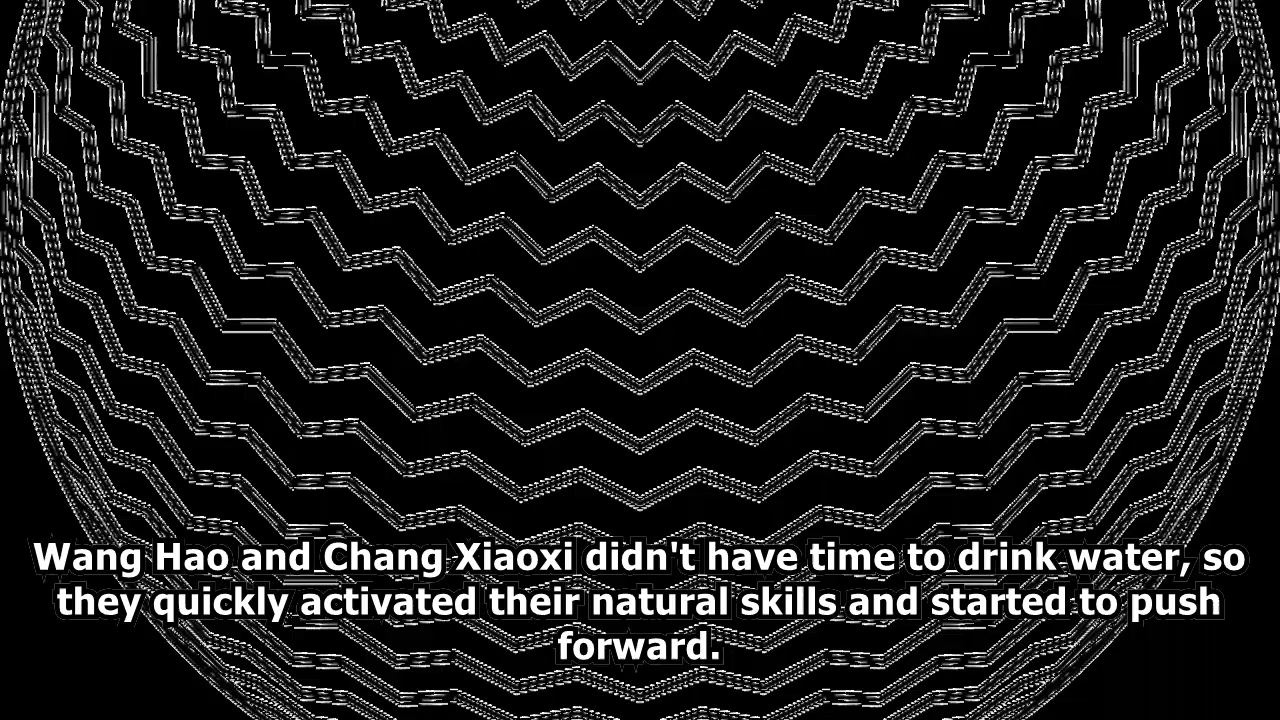 Wang Hao and Chang Xiaoxi didn't have time to drink water, so
they quickly activated their natural skills and started to push
forward.